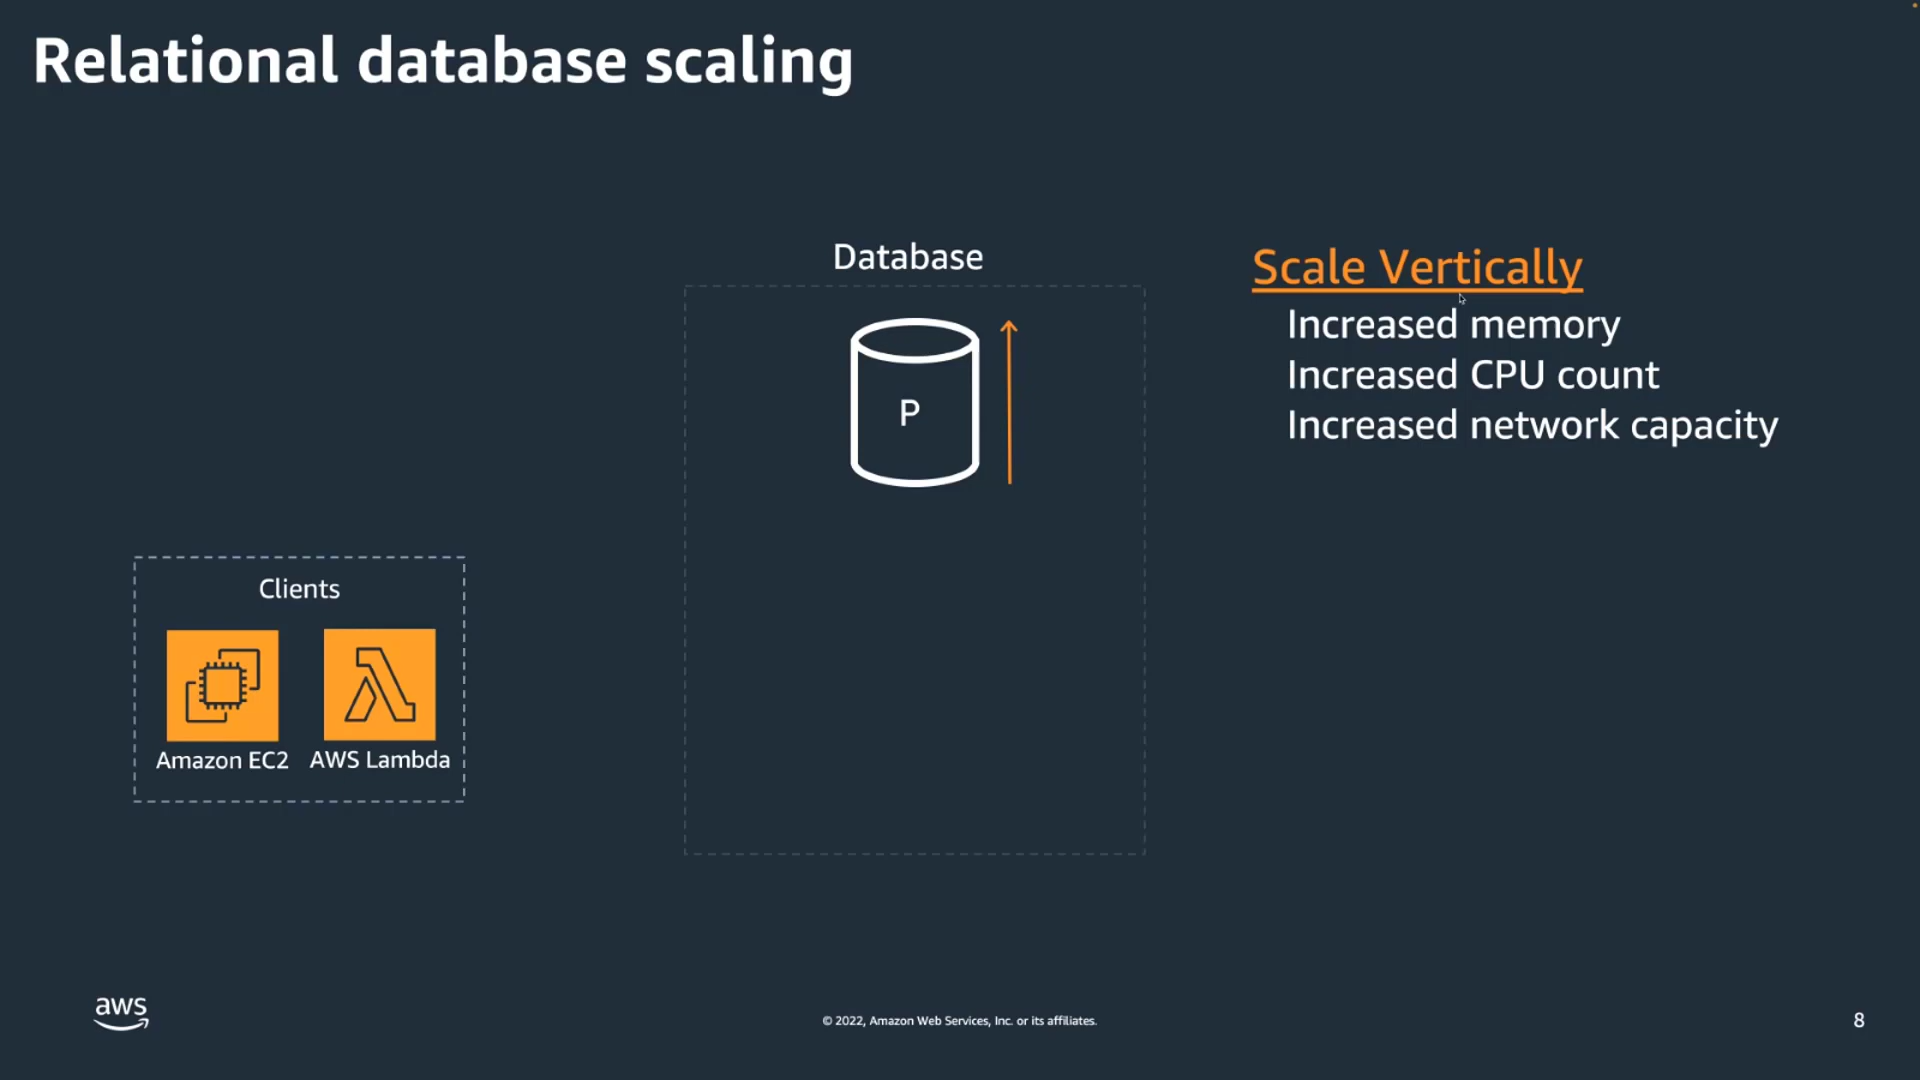 Relational database scaling
Database
P
Scale Vertically
Increased memory
Increased CPU count
Increased network capacity
Clients
Amazon EC2
AWS Lambda
aws
© 2022, Amazon Web Services, Inc. or its affiliates.
8